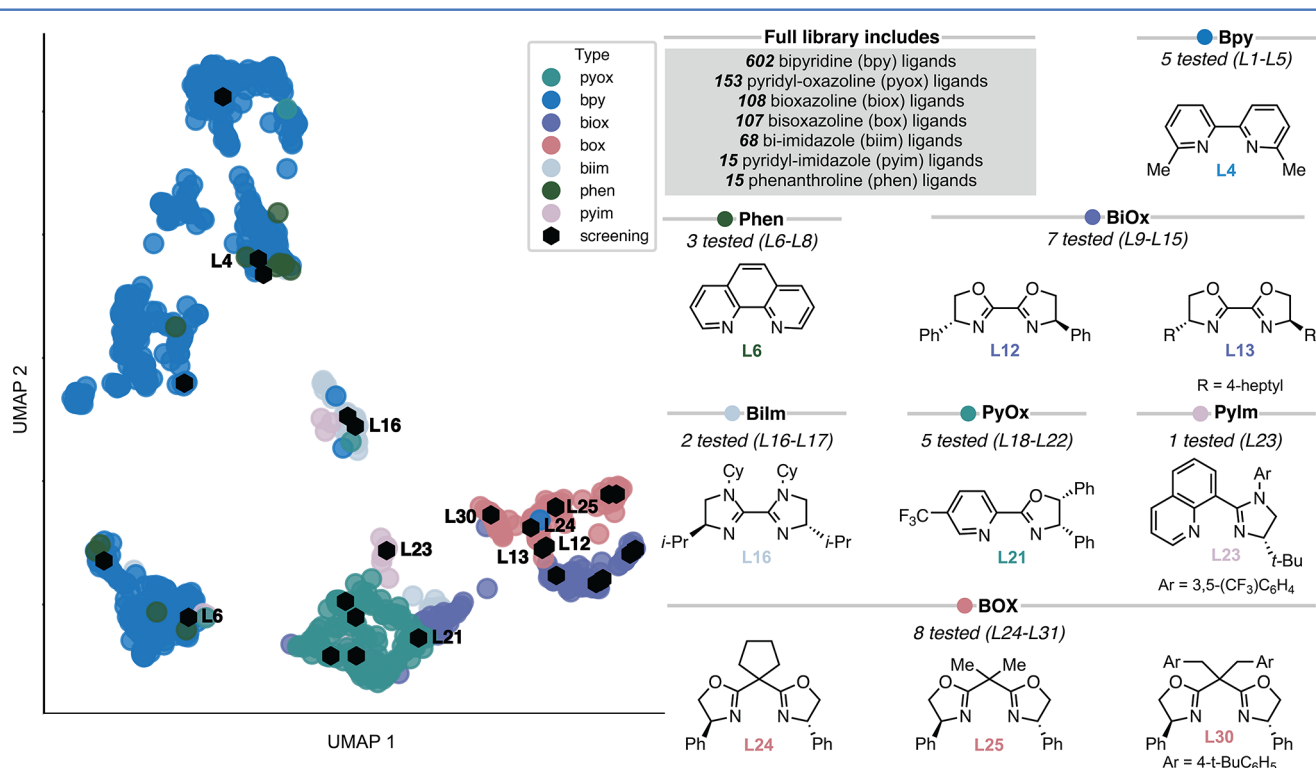 Type
pyox
bpy
biox
box
biim
phen
pyim
screening
L4
L16
L30
L25
L24
L12
L13
L23
L6
L21
UMAP 2
UMAP 1
Full library includes
602 bipyridine (bpy) ligands
153 pyridyl-oxazoline (pyox) ligands
108 bioxazoline (biox) ligands
107 bisoxazoline (box) ligands
68 bi-imidazole (biim) ligands
15 pyridyl-imidazole (pyim) ligands
15 phenanthroline (phen) ligands
Bpy
5 tested (L1-L5)
N N
Me Me
L4
Phen
3 tested (L6-L8)
N N
L6
BiOx
7 tested (L9-L15)
O O
N N
Ph Ph
L12
O O
N N
R R
L13
R = 4-heptyl
BiIm
2 tested (L16-L17)
Cy Cy
N N
N N
i-Pr i-Pr
L16
PyOx
5 tested (L18-L22)
O Ph
F3C
N N
Ph
L21
PyIm
1 tested (L23)
Ar
N
N N
L23
t-Bu
Ar = 3,5-(CF3)C6H4
BOX
8 tested (L24-L31)
O O
N N
Ph Ph
L24
Me Me
O O
N N
Ph Ph
L25
Ar Ar
O O
N N
L30
Ph Ph
Ar = 4-t-BuC6H5